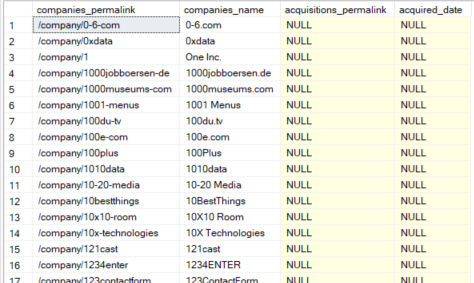 companies_permalink companies_name acquisitions_permalink acquired_date
1 /company/0-6-com 0-6.com NULL NULL
2 /company/0xdata 0xdata NULL NULL
3 /company/1 One Inc. NULL NULL
4 /company/1000jobboersen-de 1000jobboersen.de NULL NULL
5 /company/1000museums-com 1000museums.com NULL NULL
6 /company/1001-menus 1001 Menus NULL NULL
7 /company/100du-tv 100du.tv NULL NULL
8 /company/100e-com 100e.com NULL NULL
9 /company/100plus 100Plus NULL NULL
10 /company/1010data 1010data NULL NULL
11 /company/10-20-media 10-20 Media NULL NULL
12 /company/10bestthings 10BestThings NULL NULL
13 /company/10x10-room 10X10 Room NULL NULL
14 /company/10x-technologies 10X Technologies NULL NULL
15 /company/121cast 121cast NULL NULL
16 /company/1234enter 1234ENTER NULL NULL
17 /company/123contactform 123ContactForm NULL NULL